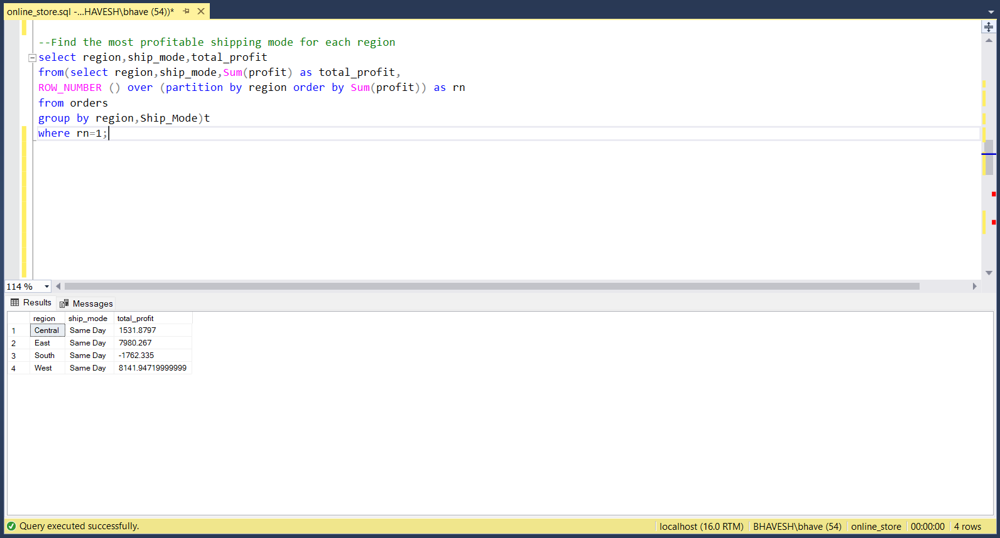 online_store.sql -...HAVESH\bhave (54))*
--Find the most profitable shipping mode for each region
select region,ship_mode,total_profit
from(select region,ship_mode,Sum(profit) as total_profit,
ROW_NUMBER () over (partition by region order by Sum(profit)) as rn
from orders
group by region,Ship_Mode)t
where rn=1;
114 %
Results Messages
region ship_mode total_profit
1 Central Same Day 1531.8797
2 East Same Day 7980.267
3 South Same Day -1762.335
4 West Same Day 8141.94719999999
Query executed successfully. localhost (16.0 RTM) BHAVESH\bhave (54) online_store 00:00:00 4 rows